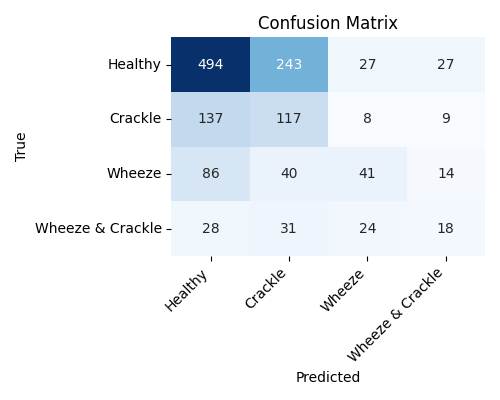 Confusion Matrix
True
Healthy 494 243 27 27
Crackle 137 117 8 9
Wheeze 86 40 41 14
Wheeze & Crackle 28 31 24 18
Healthy Crackle Wheeze Wheeze & Crackle
Predicted